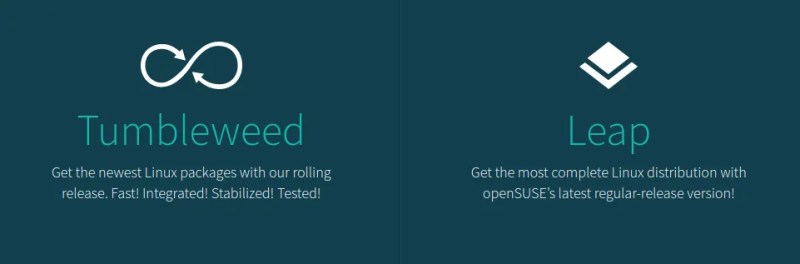 Tumbleweed
Get the newest Linux packages with our rolling
release. Fast! Integrated! Stabilized! Tested!
Leap
Get the most complete Linux distribution with
openSUSE's latest regular-release version!